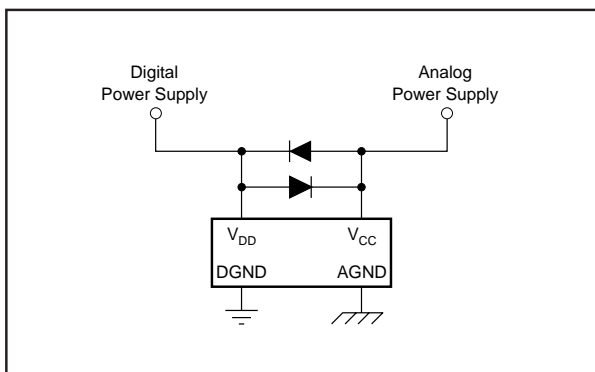 Digital
Power Supply
Analog
Power Supply
V_DD
V_CC
DGND
AGND